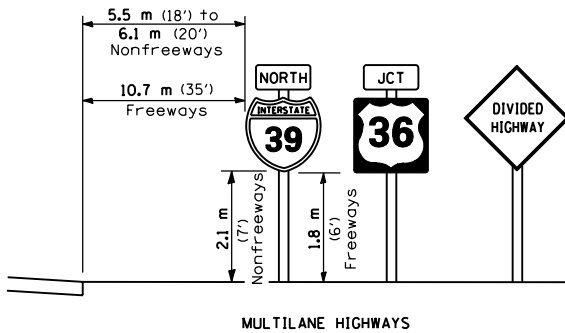 5.5 m (18') to
6.1 m (20')
Nonfreeways
10.7 m (35')
Freeways
NORTH
INTERSTATE
39
JCT
36
DIVIDED
HIGHWAY
2.1 m
(7')
Nonfreeways
1.8 m
(6')
Freeways
MULTILANE HIGHWAYS